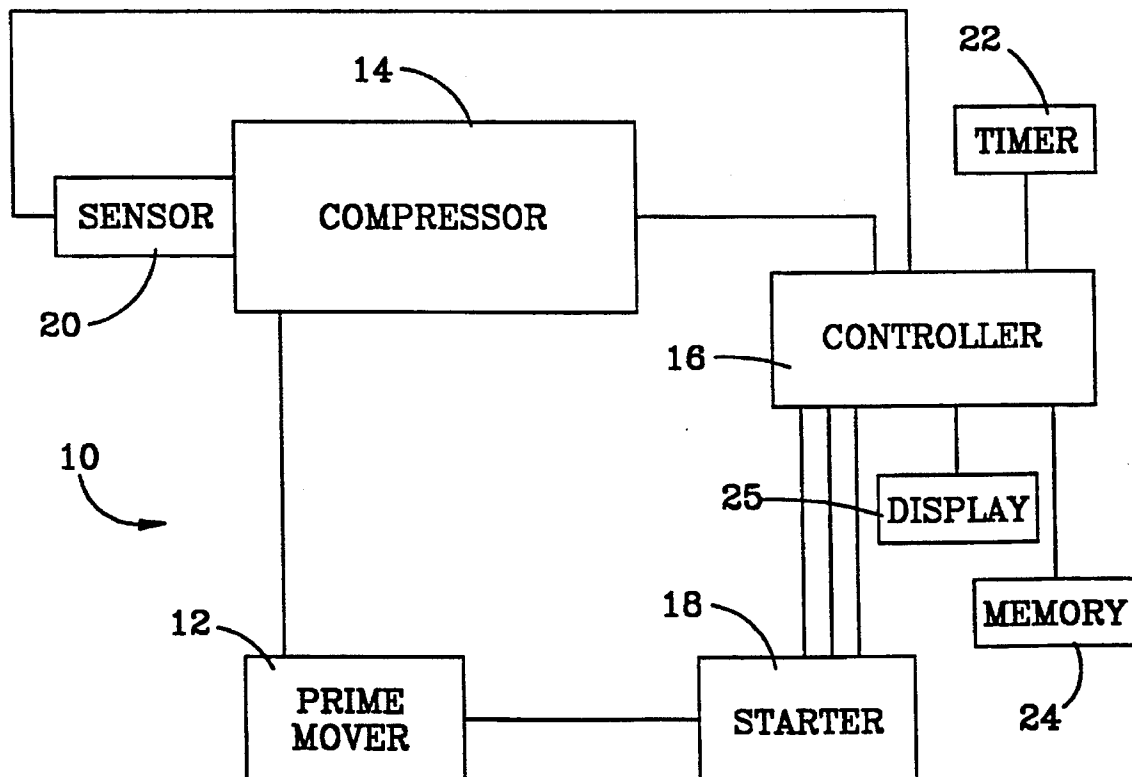 22
14
TIMER
SENSOR
COMPRESSOR
20
CONTROLLER
16
10
25
DISPLAY
12
18
MEMORY
PRIME
MOVER
STARTER
24